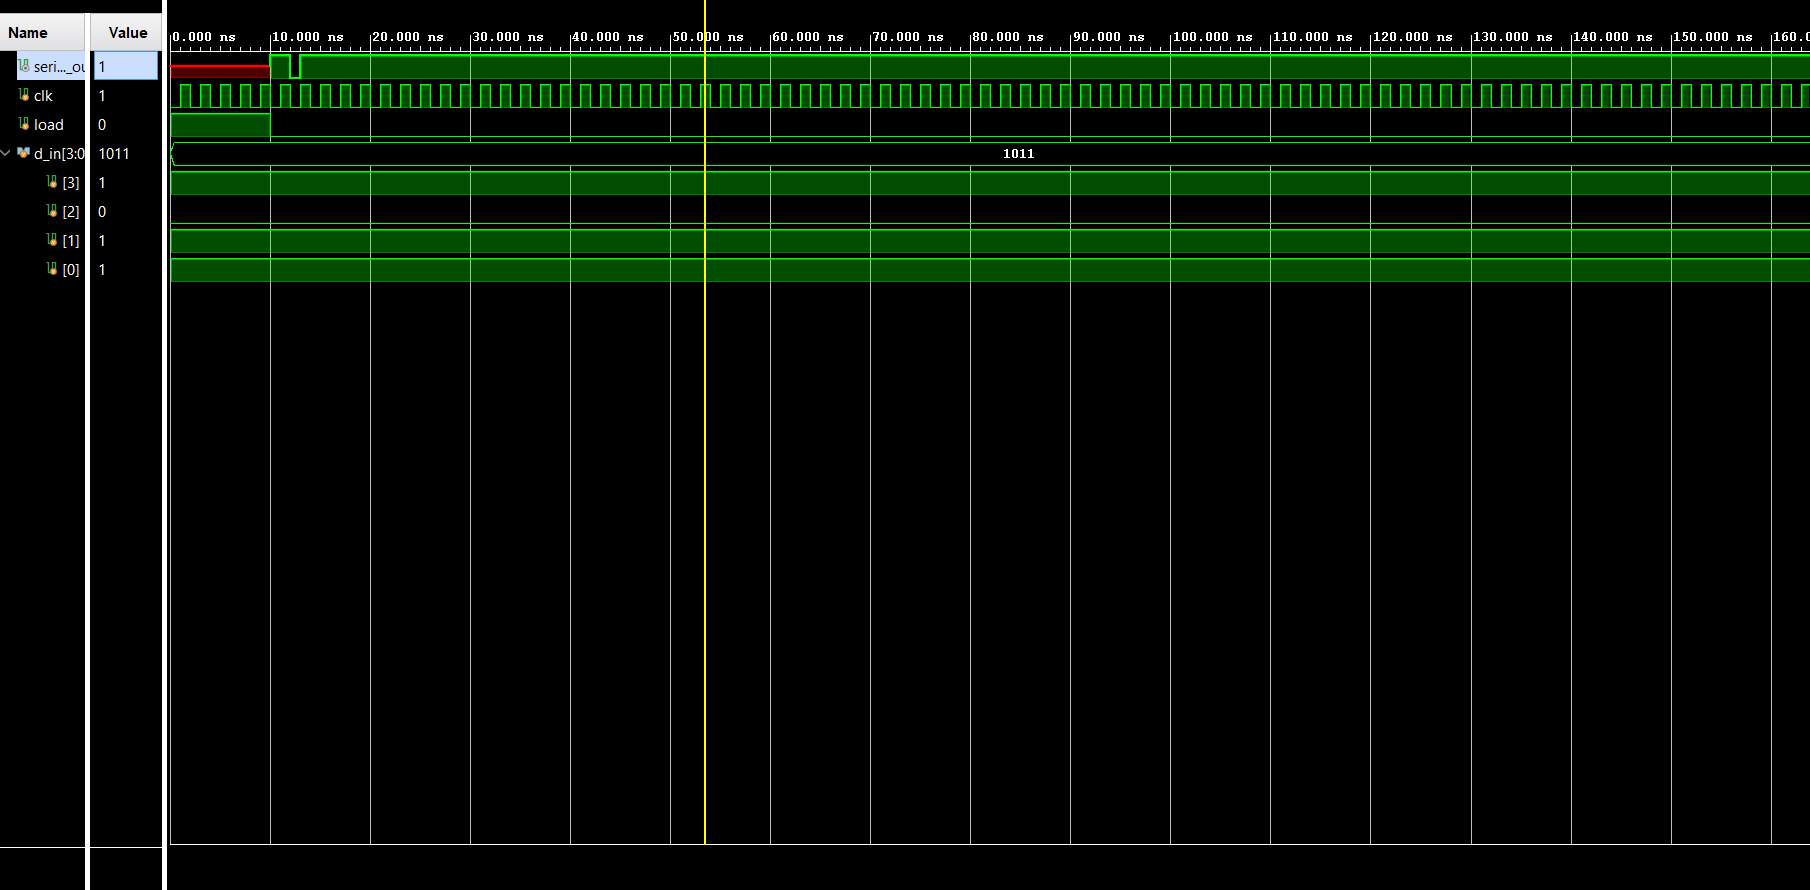 Name Value
0.000 ns 10.000 ns 20.000 ns 30.000 ns 40.000 ns 50.000 ns 60.000 ns 70.000 ns 80.000 ns 90.000 ns 100.000 ns 110.000 ns 120.000 ns 130.000 ns 140.000 ns 150.000 ns 160.0
seri..._ou 1
clk 1
load 0
d_in[3:0 1011 1011
[3] 1
[2] 0
[1] 1
[0] 1